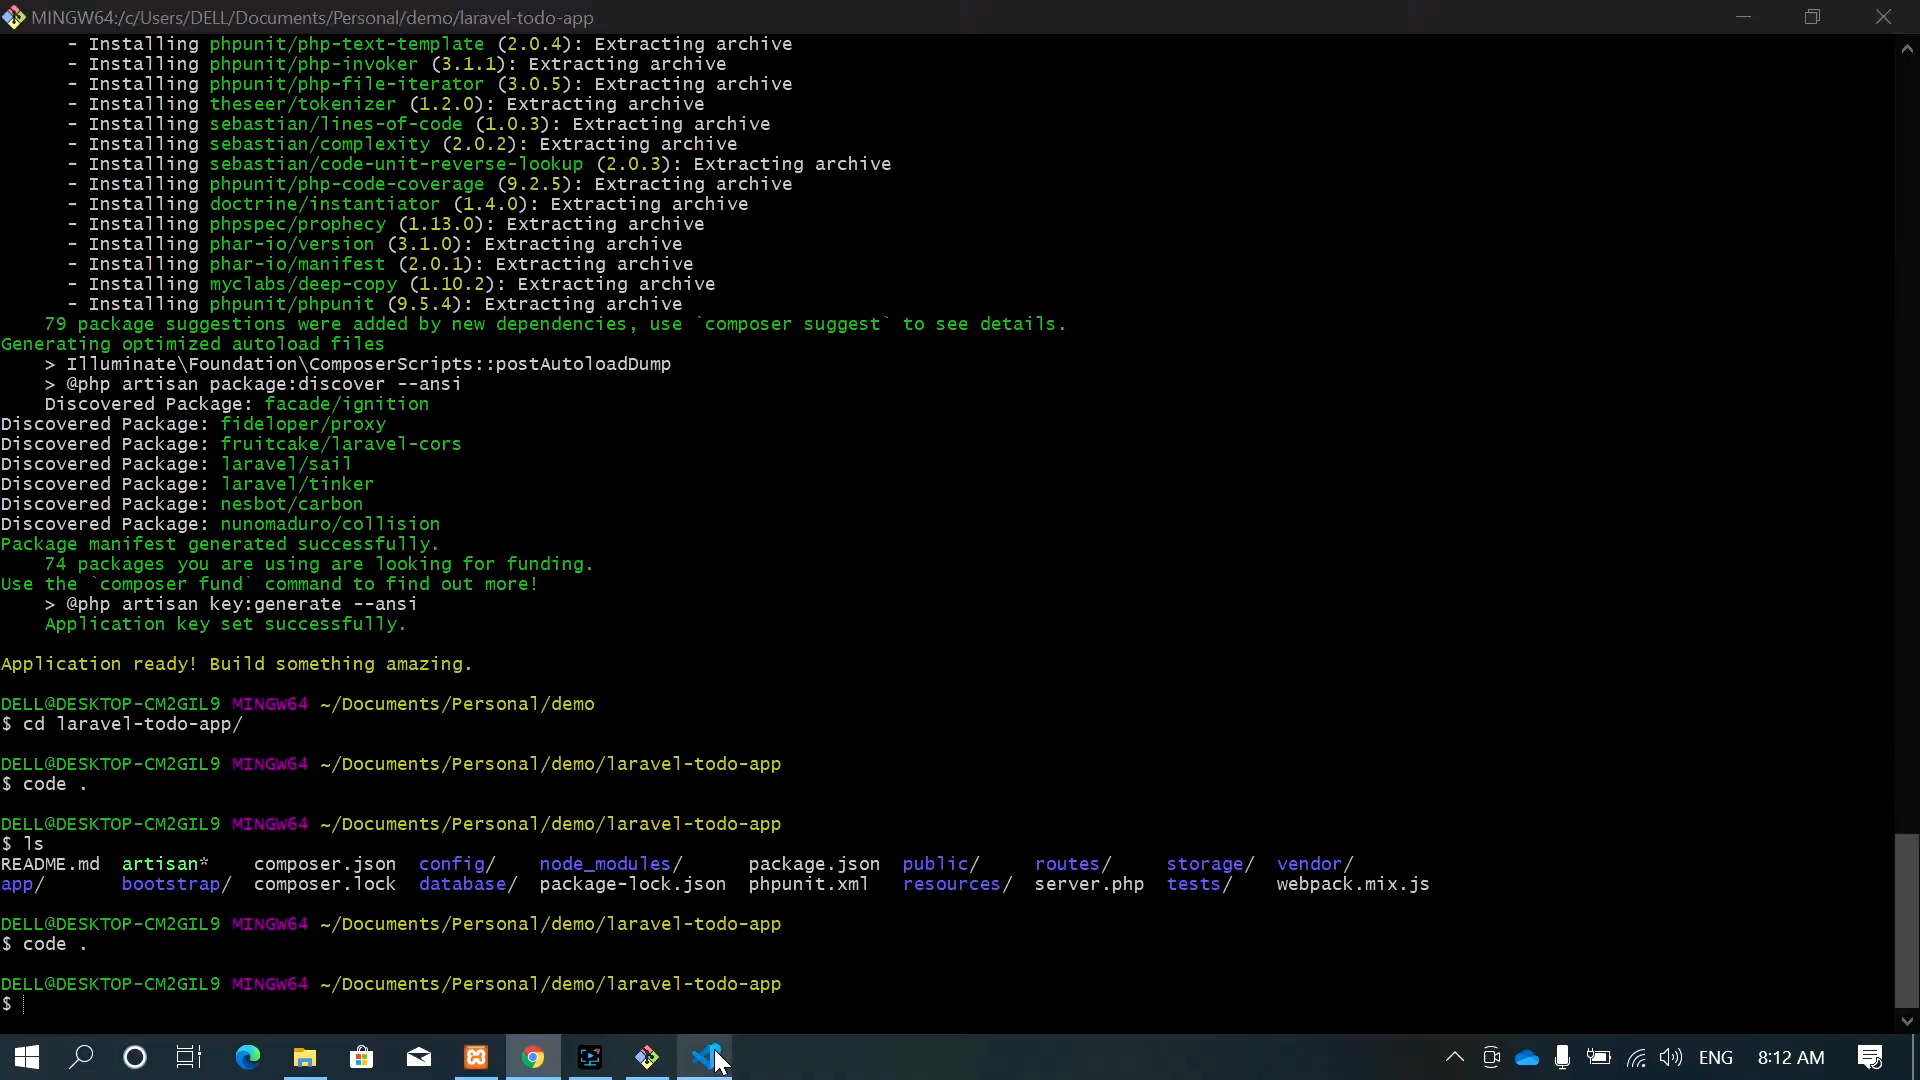 MINGW64:/c/Users/DELL/Documents/Personal/demo/laravel-todo-app
- Installing phpunit/php-text-template (2.0.4): Extracting archive
- Installing phpunit/php-invoker (3.1.1): Extracting archive
- Installing phpunit/php-file-iterator (3.0.5): Extracting archive
- Installing theseer/tokenizer (1.2.0): Extracting archive
- Installing sebastian/lines-of-code (1.0.3): Extracting archive
- Installing sebastian/complexity (2.0.2): Extracting archive
- Installing sebastian/code-unit-reverse-lookup (2.0.3): Extracting archive
- Installing phpunit/php-code-coverage (9.2.5): Extracting archive
- Installing doctrine/instantiator (1.4.0): Extracting archive
- Installing phpspec/prophecy (1.13.0): Extracting archive
- Installing phar-io/version (3.1.0): Extracting archive
- Installing phar-io/manifest (2.0.1): Extracting archive
- Installing myclabs/deep-copy (1.10.2): Extracting archive
- Installing phpunit/phpunit (9.5.4): Extracting archive
79 package suggestions were added by new dependencies, use `composer suggest` to see details.
Generating optimized autoload files
> Illuminate\Foundation\ComposerScripts::postAutoloadDump
> @php artisan package:discover --ansi
Discovered Package: facade/ignition
Discovered Package: fideloper/proxy
Discovered Package: fruitcake/laravel-cors
Discovered Package: laravel/sail
Discovered Package: laravel/tinker
Discovered Package: nesbot/carbon
Discovered Package: nunomaduro/collision
Package manifest generated successfully.
74 packages you are using are looking for funding.
Use the `composer fund` command to find out more!
> @php artisan key:generate --ansi
Application key set successfully.
Application ready! Build something amazing.
DELL@DESKTOP-CM2GIL9 MINGW64 ~/Documents/Personal/demo
$ cd laravel-todo-app/
DELL@DESKTOP-CM2GIL9 MINGW64 ~/Documents/Personal/demo/laravel-todo-app
$ code .
DELL@DESKTOP-CM2GIL9 MINGW64 ~/Documents/Personal/demo/laravel-todo-app
$ ls
README.md artisan* composer.json config/ node_modules/ package.json public/ routes/ storage/ vendor/
app/ bootstrap/ composer.lock database/ package-lock.json phpunit.xml resources/ server.php tests/ webpack.mix.js
DELL@DESKTOP-CM2GIL9 MINGW64 ~/Documents/Personal/demo/laravel-todo-app
$ code .
DELL@DESKTOP-CM2GIL9 MINGW64 ~/Documents/Personal/demo/laravel-todo-app
$
ENG 8:12 AM